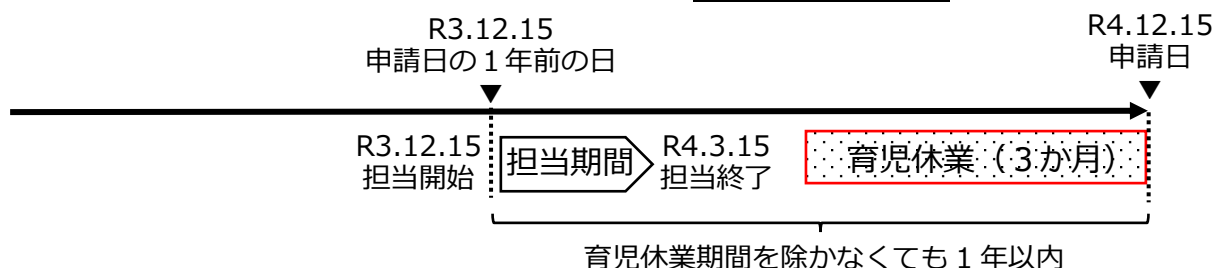 R3.12.15
申請日の１年前の日
R4.12.15
申請日
R3.12.15
担当開始
担当期間
R4.3.15
担当終了
育児休業（３か月）
育児休業期間を除かなくても１年以内